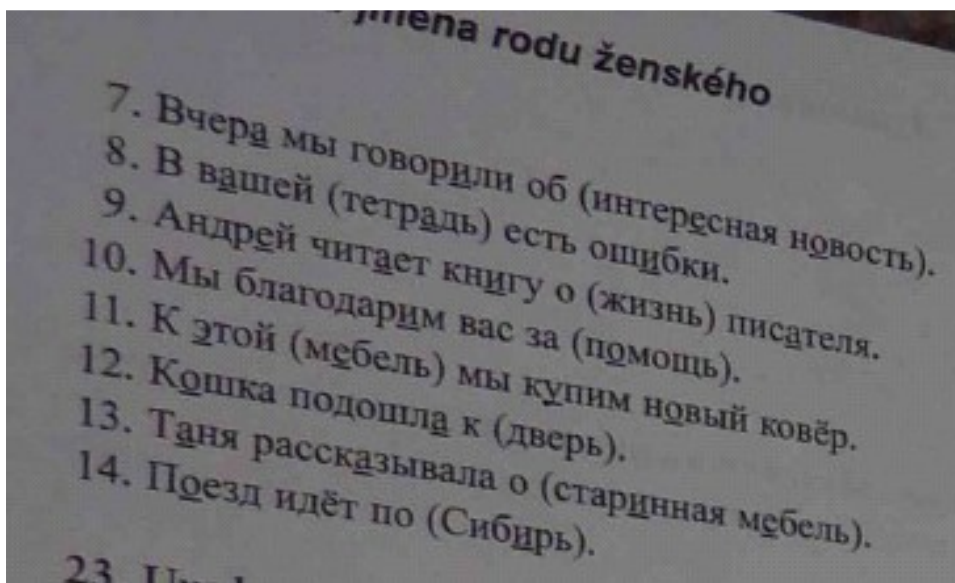 jména rodu ženského
7. Вчера мы говорили об (интересная новость).
8. В вашей (тетрадь) есть ошибки.
9. Андрей читает книгу о (жизнь) писателя.
10. Мы благодарим вас за (помощь).
11. К этой (мебель) мы купим новый ковёр.
12. Кошка подошла к (дверь).
13. Таня рассказывала о (старинная мебель).
14. Поезд идёт по (Сибирь).
23.